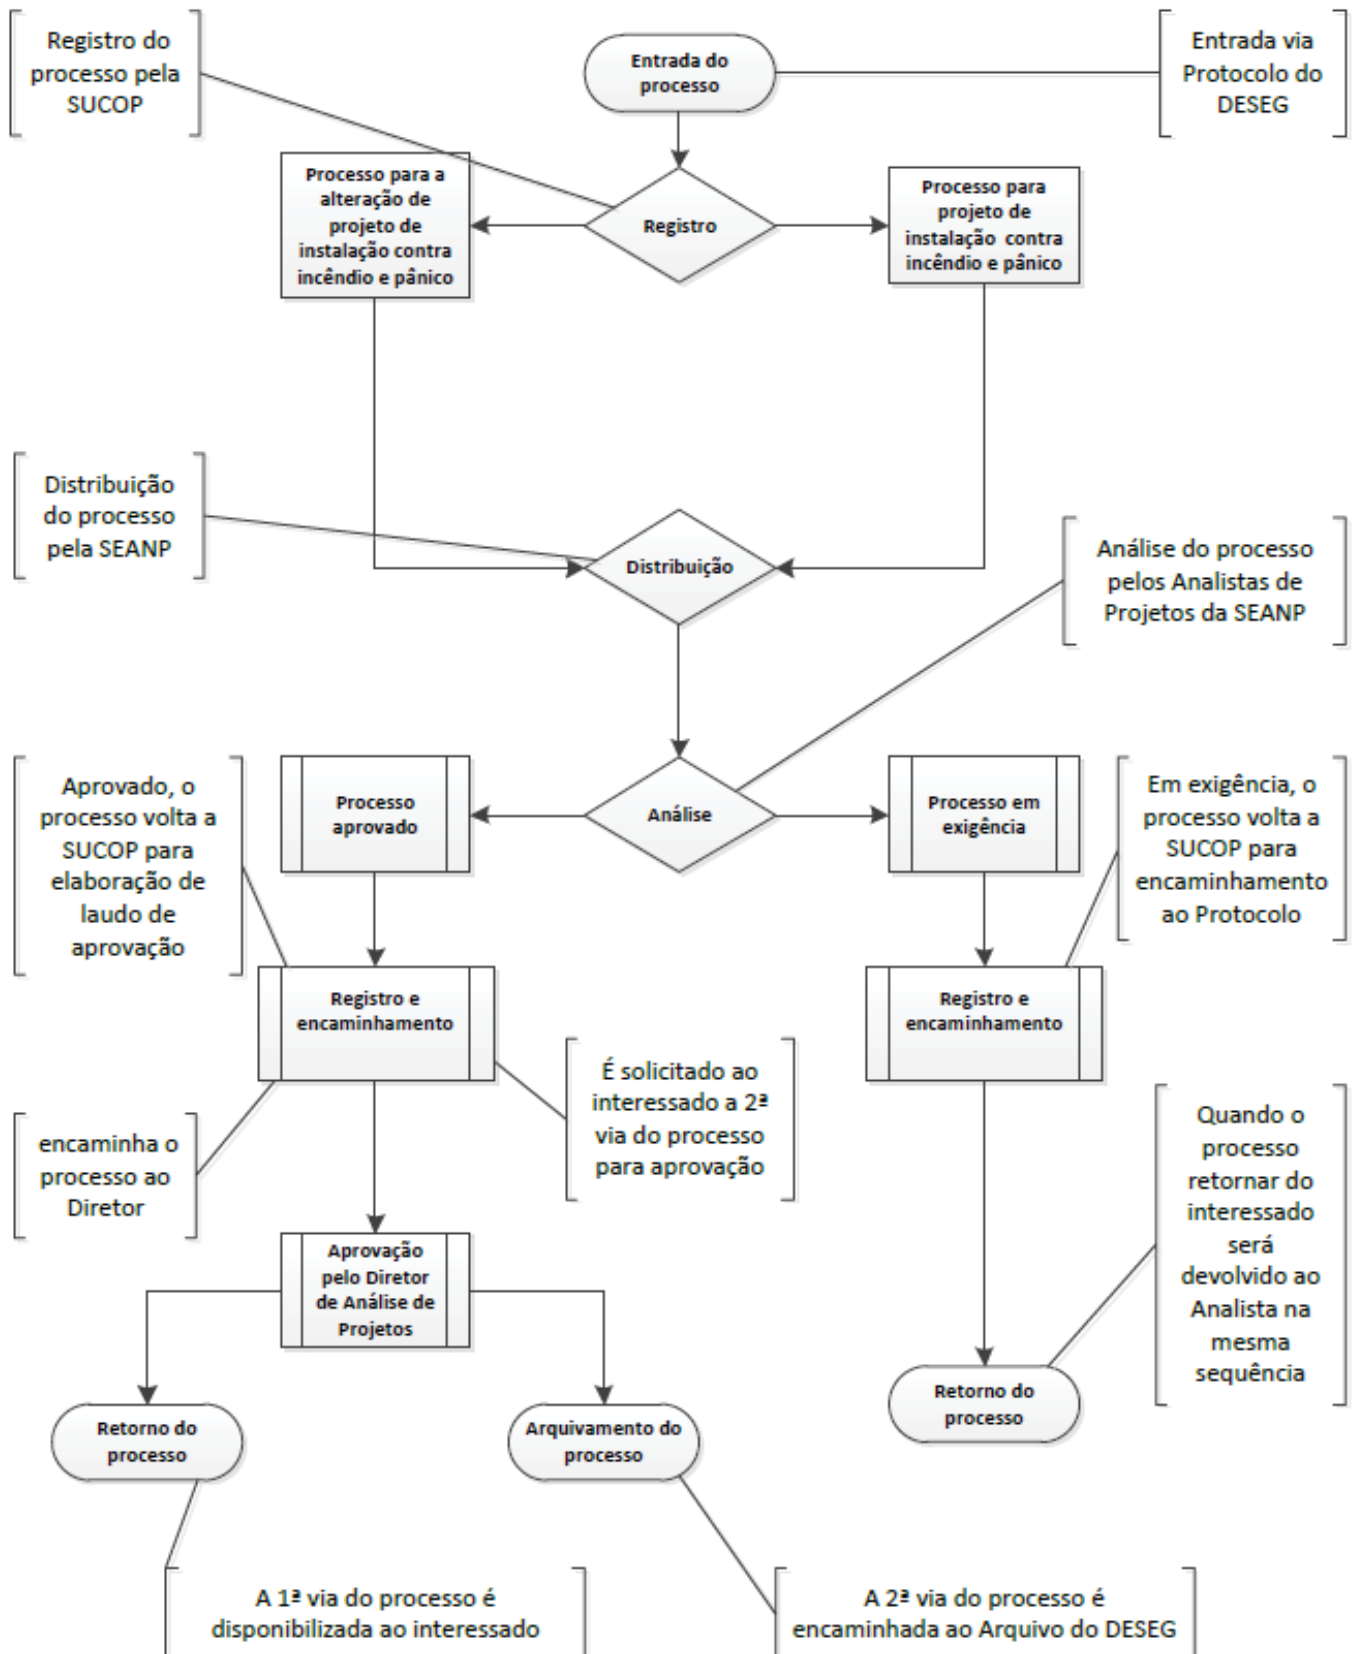 Registro do
processo pela
SUCOP
Entrada do
processo
Entrada via
Protocolo do
DESEG
Processo para a
alteração de
projeto de
instalação contra
incêndio e pânico
Registro
Processo para
projeto de
instalação contra
incêndio e pânico
Distribuição
do processo
pela SEANP
Distribuição
Análise do processo
pelos Analistas de
Projetos da SEANP
Aprovado, o
processo volta a
SUCOP para
elaboração de
laudo de
aprovação
Processo
aprovado
Análise
Processo em
exigência
Em exigência, o
processo volta a
SUCOP para
encaminhamento
ao Protocolo
Registro e
encaminhamento
Registro e
encaminhamento
É solicitado ao
interessado a 2ª
via do processo
para aprovação
encaminha o
processo ao
Diretor
Quando o
processo
retornar do
interessado
será
devolvido ao
Analista na
mesma
sequência
Aprovação
pelo Diretor
de Análise de
Projetos
Retorno do
processo
Arquivamento do
processo
Retorno do
processo
A 1ª via do processo é
disponibilizada ao interessado
A 2ª via do processo é
encaminhada ao Arquivo do DESEG